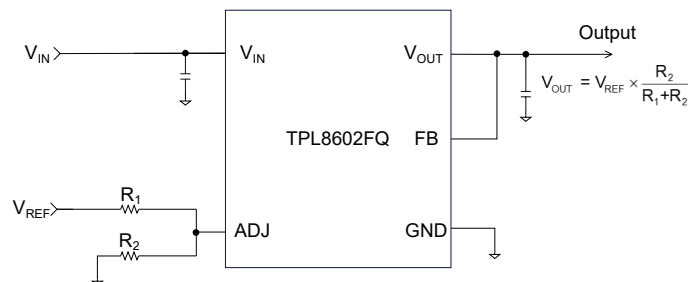 Output
V_IN
V_IN
V_OUT
V_OUT = V_REF × R_2 / R_1+R_2
TPL8602FQ
FB
V_REF
R_1
R_2
ADJ
GND